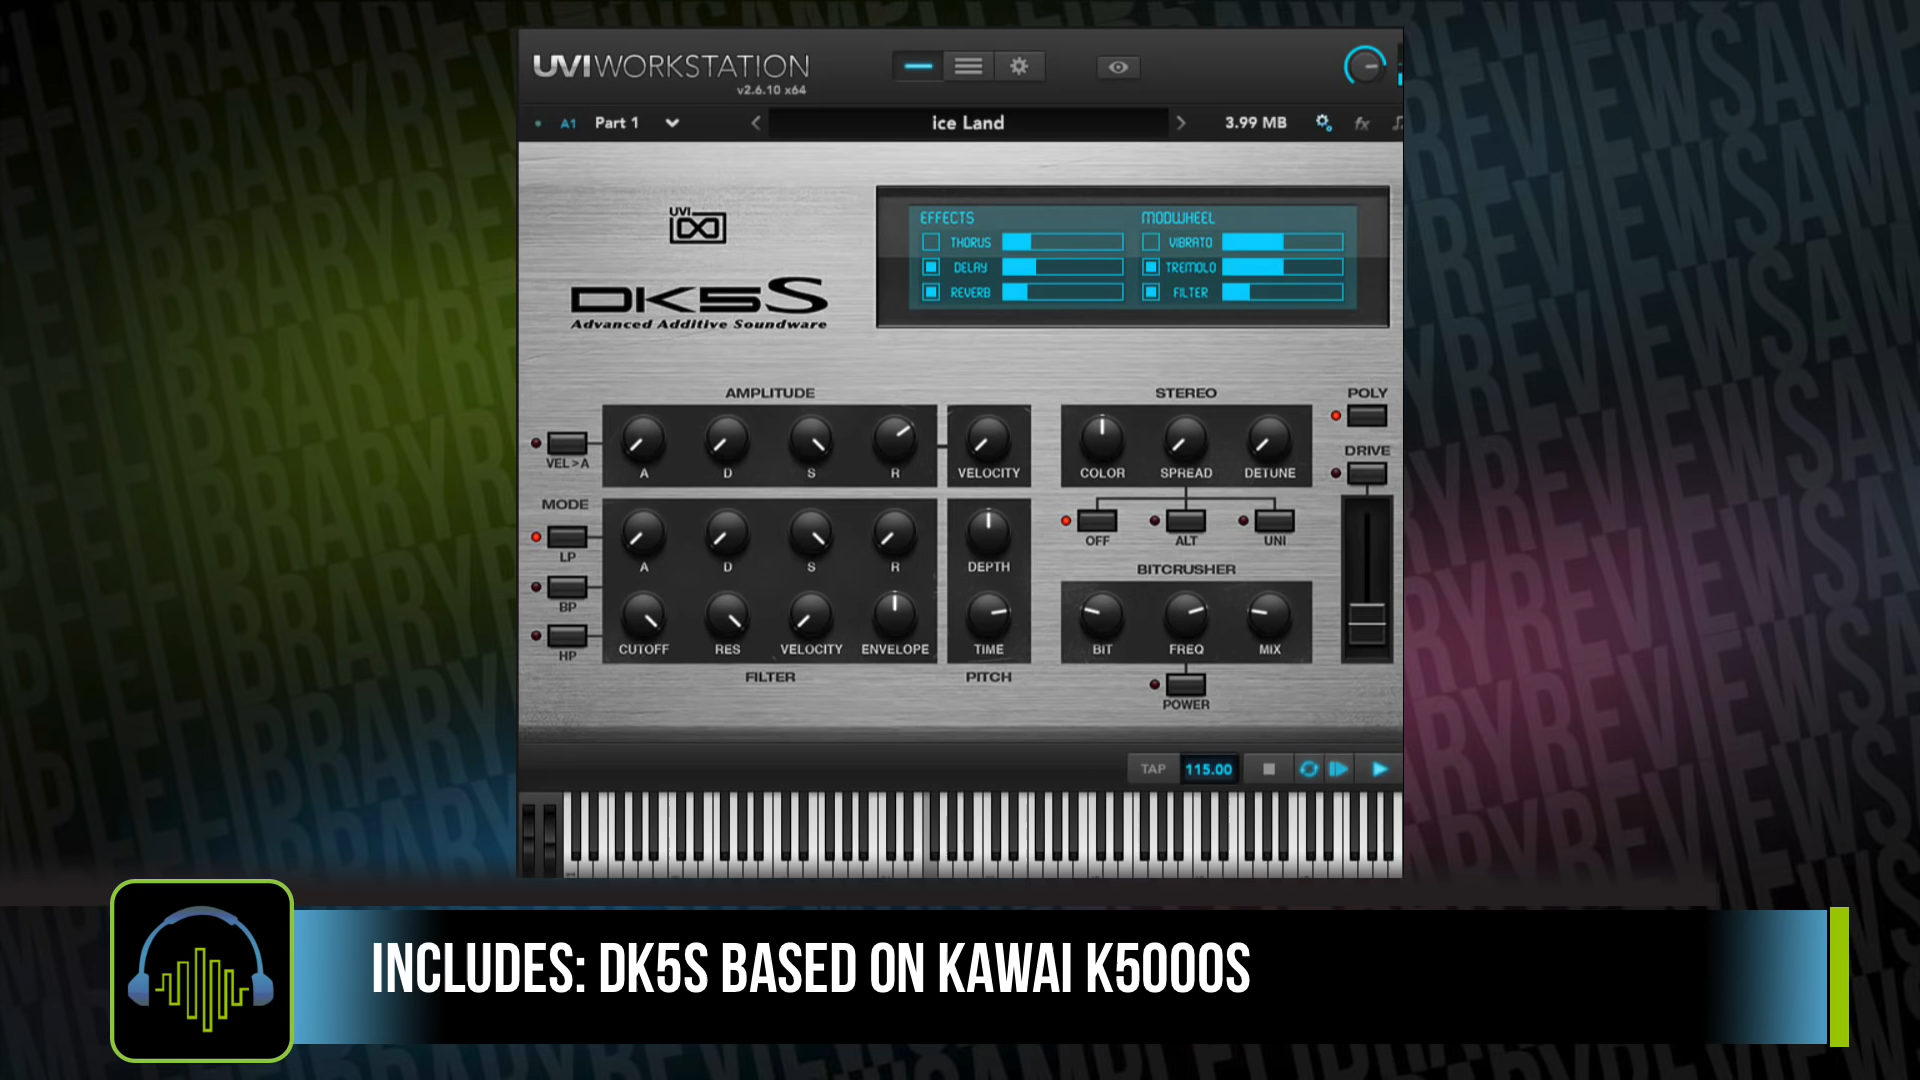 UVIWORKSTATION
v2.6.10 x64
A1 Part 1 ice Land 3.99 MB fx
UVI
DK5S
Advanced Additive Soundware
EFFECTS MODWHEEL
THORUS VIBRATO
DELAY TREMOLO
REVERB FILTER
AMPLITUDE STEREO POLY
VEL>A A D S R VELOCITY COLOR SPREAD DETUNE
DRIVE
MODE
LP A D S R DEPTH OFF ALT UNI
BITCRUSHER
BP
HP CUTOFF RES VELOCITY ENVELOPE TIME BIT FREQ MIX
FILTER PITCH
POWER
TAP 115.00
INCLUDES: DK5S BASED ON KAWAI K5000S